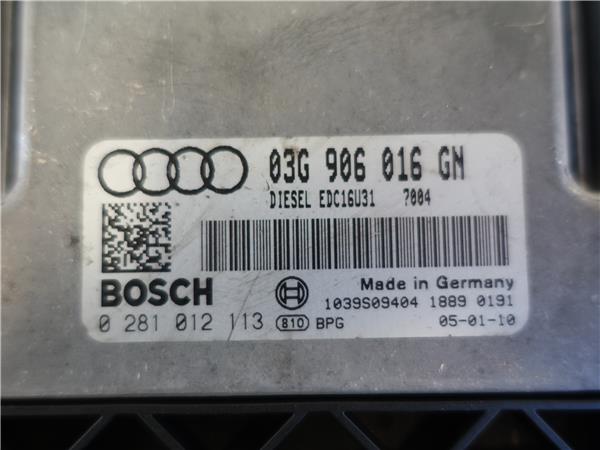 03G 906 016 GN
DIESEL EDC16U31 7004
BOSCH
Made in Germany
1039S09404 1889 0191
0 281 012 113 810 BPG 05-01-10